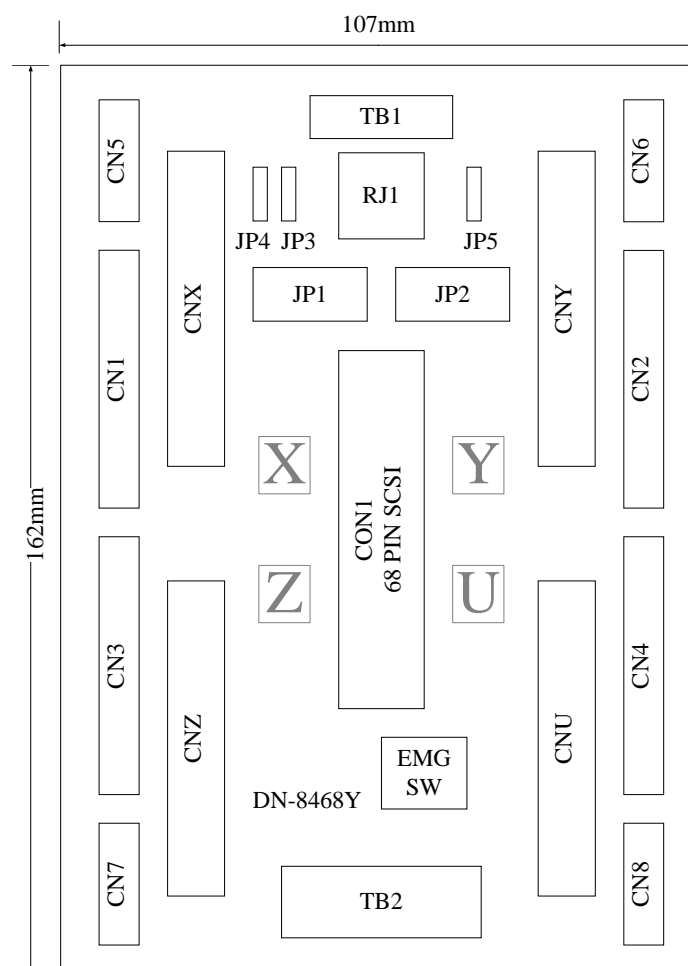 107mm
162mm
TB1
CN5
CN6
CNX
RJ1
CNY
JP4
JP3
JP5
JP1
JP2
CN1
CN2
X
Y
CON1
68 PIN SCSI
Z
U
CN3
CN4
CNZ
CNU
EMG
SW
DN-8468Y
CN7
TB2
CN8